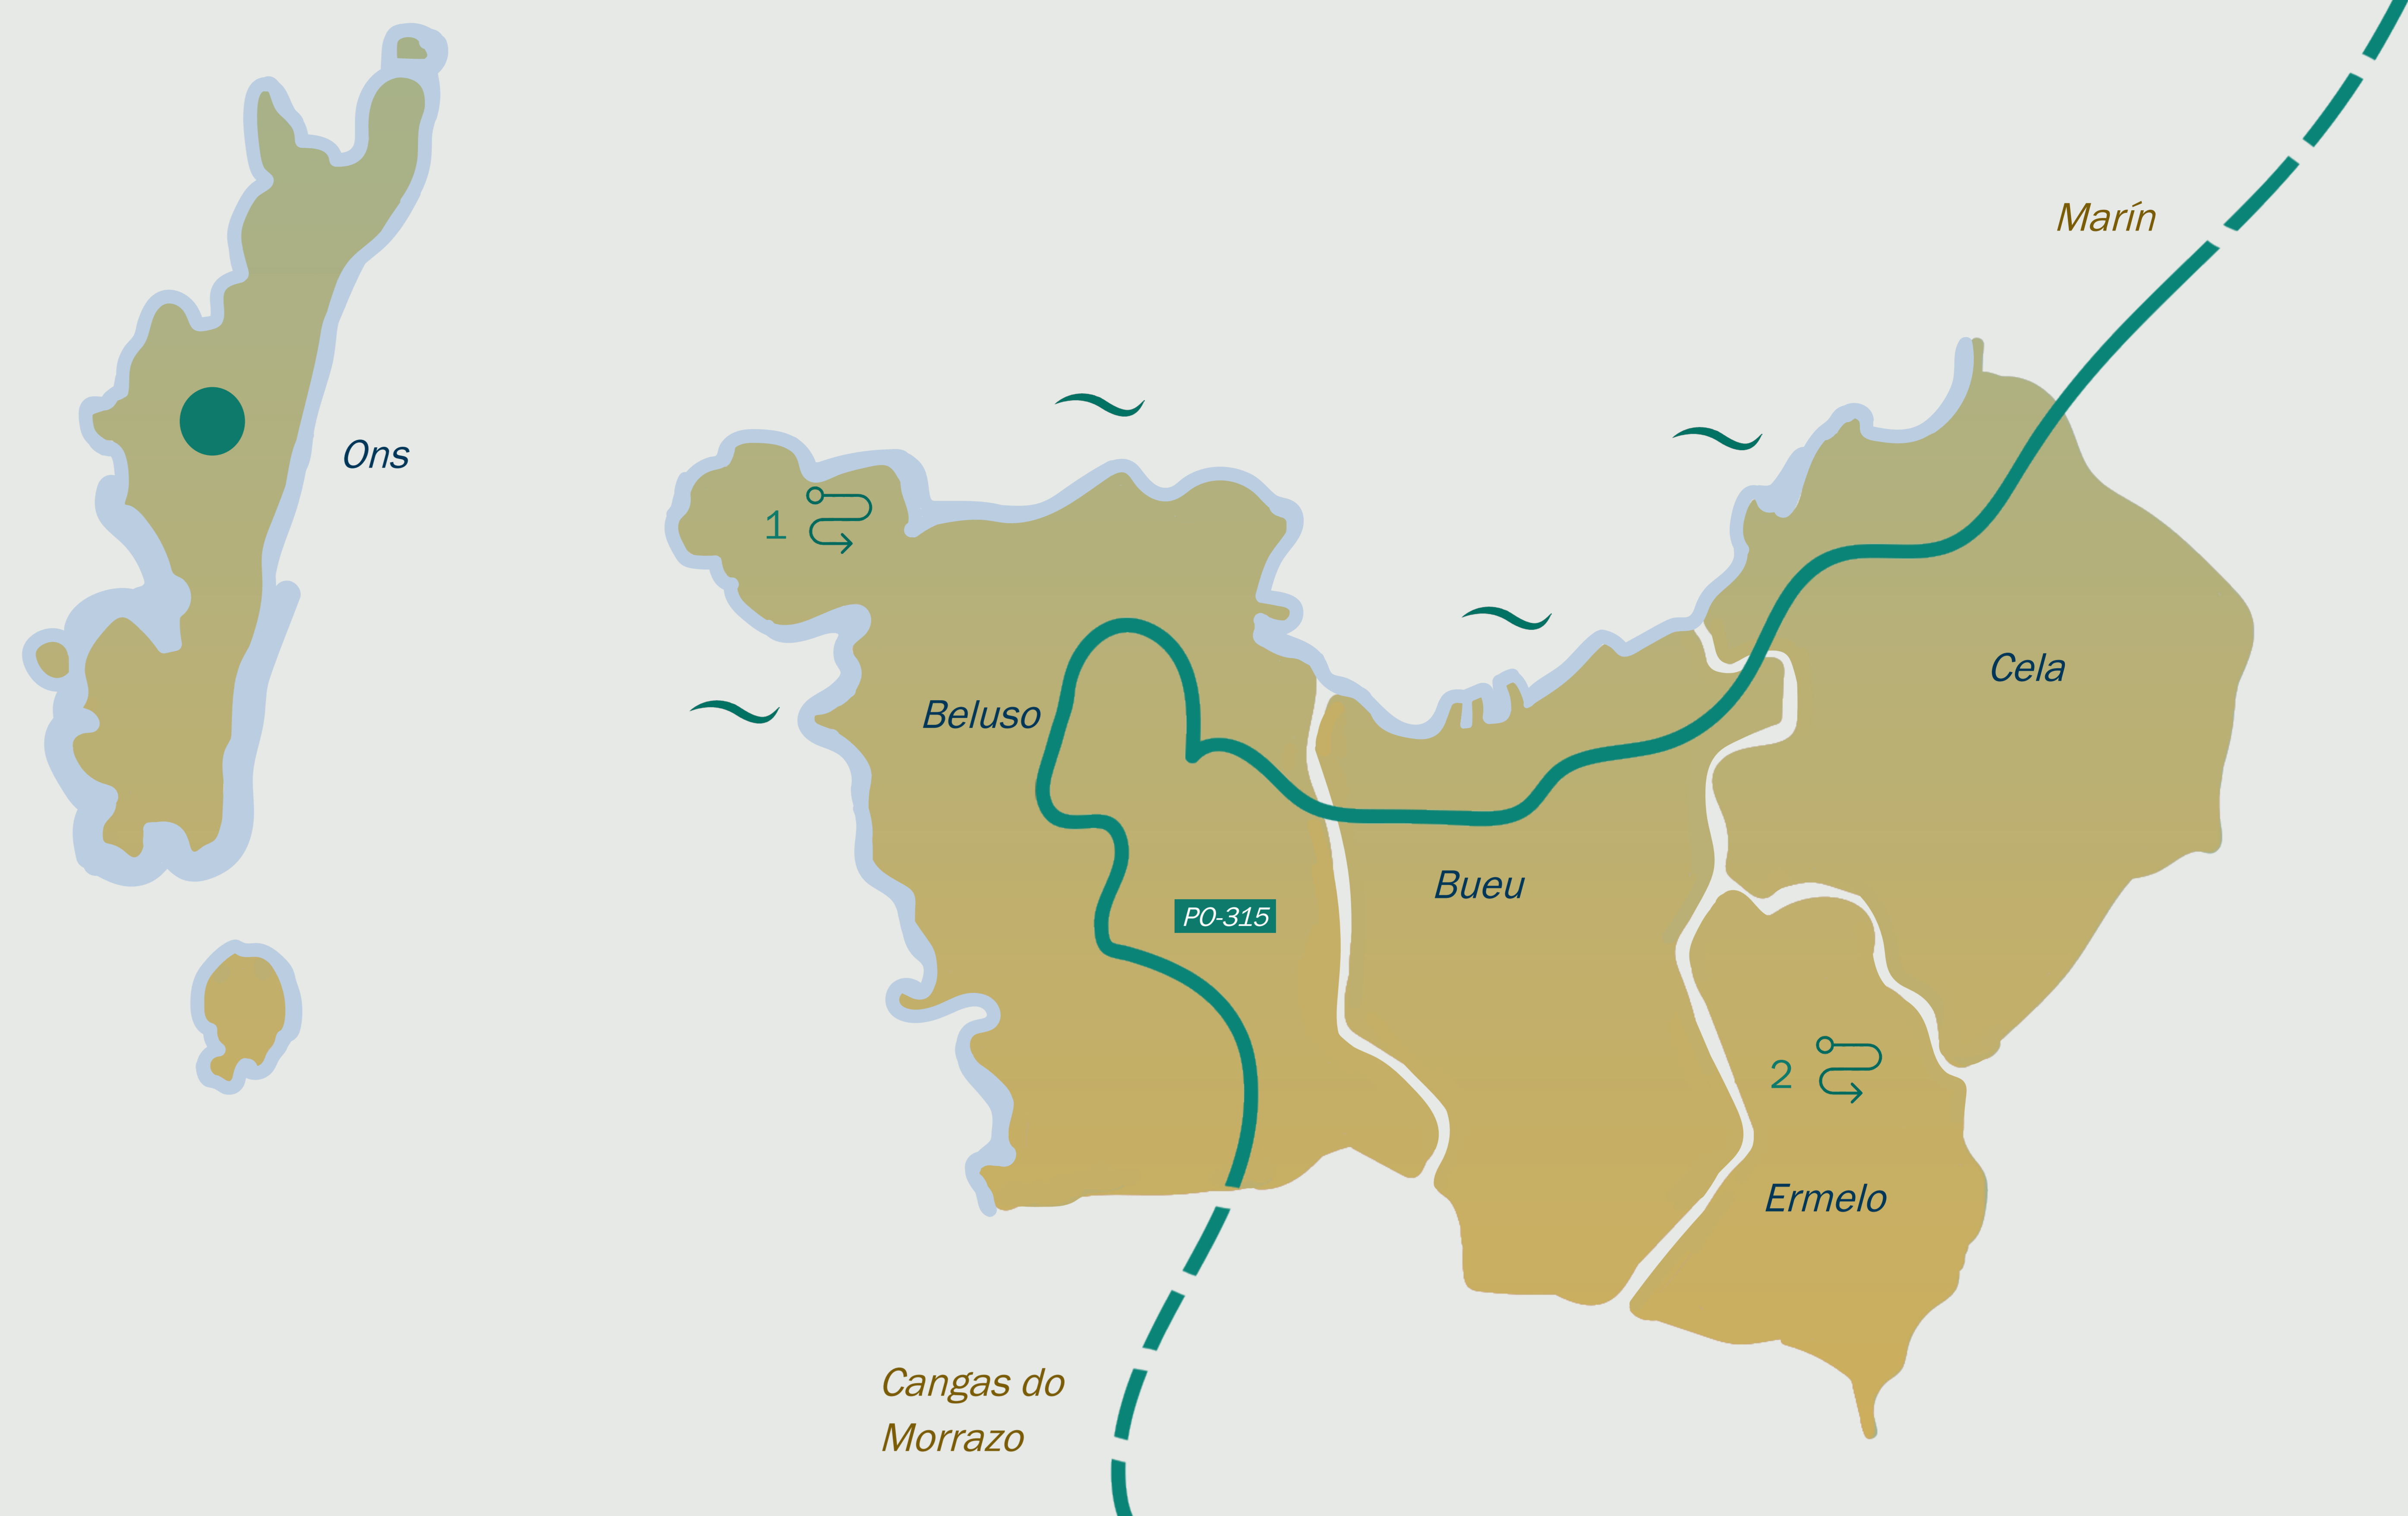 Marín
Ons
1
Cela
Beluso
Bueu
PO-315
2
Ermelo
Cangas do
Morrazo